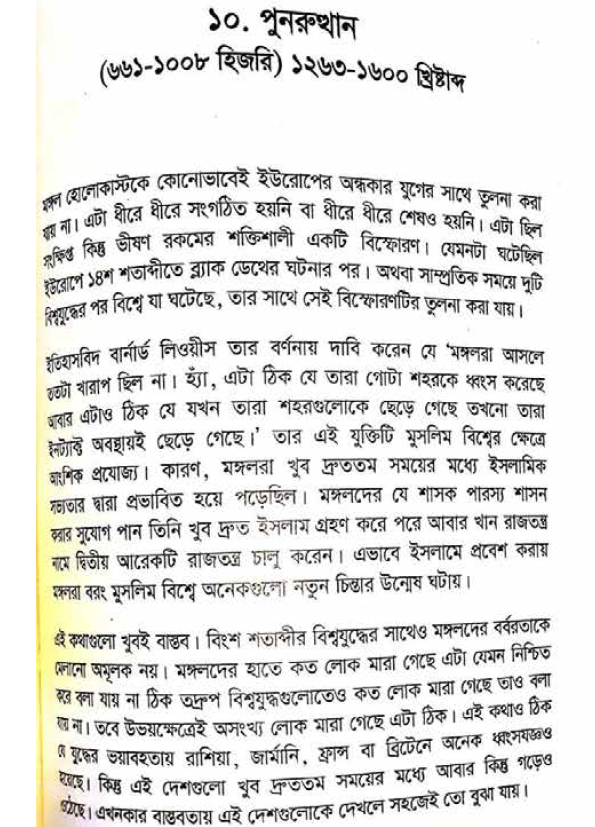 ১০. পুনরুত্থান
(৬৬১-১০০৮ হিজরি) ১২৬৩-১৬০০ খ্রিষ্টাব্দ
মঙ্গল হোলোকাস্টকে কোনোভাবেই ইউরোপের অন্ধকার যুগের সাথে তুলনা করা
যায় না। এটা ধীরে ধীরে সংগঠিত হয়নি বা ধীরে ধীরে শেষও হয়নি। এটা ছিল
সংক্ষিপ্ত কিন্তু ভীষণ রকমের শক্তিশালী একটি বিস্ফোরণ। যেমনটা ঘটেছিল
ইউরোপে ১৪শ শতাব্দীতে ব্ল্যাক ডেথের ঘটনার পর। অথবা সাম্প্রতিক সময়ে দুটি
বিশ্বযুদ্ধের পর বিশ্বে যা ঘটেছে, তার সাথে সেই বিস্ফোরণটির তুলনা করা যায়।
ইতিহাসবিদ বার্নার্ড লিওয়ীস তার বর্ণনায় দাবি করেন যে ‘মঙ্গলরা আসলে
ততটা খারাপ ছিল না। হ্যাঁ, এটা ঠিক যে তারা গোটা শহরকে ধ্বংস করেছে
আবার এটাও ঠিক যে যখন তারা শহরগুলোকে ছেড়ে গেছে তখনো তারা
ইনট্যাক্ট অবস্থায়ই ছেড়ে গেছে।’ তার এই যুক্তিটি মুসলিম বিশ্বের ক্ষেত্রে
আংশিক প্রযোজ্য। কারণ, মঙ্গলরা খুব দ্রুততম সময়ের মধ্যে ইসলামিক
সভ্যতার দ্বারা প্রভাবিত হয়ে পড়েছিল। মঙ্গলদের যে শাসক পারস্য শাসন
করার সুযোগ পান তিনি খুব দ্রুত ইসলাম গ্রহণ করে পরে আবার খান রাজতন্ত্র
নামে দ্বিতীয় আরেকটি রাজতন্ত্র চালু করেন। এভাবে ইসলামে প্রবেশ করায়
মঙ্গলরা বরং মুসলিম বিশ্বে অনেকগুলো নতুন চিন্তার উন্মেষ ঘটায়।
এই কথাগুলো খুবই বাস্তব। বিংশ শতাব্দীর বিশ্বযুদ্ধের সাথেও মঙ্গলদের বর্বরতাকে
মেলানো অমূলক নয়। মঙ্গলদের হাতে কত লোক মারা গেছে এটা যেমন নিশ্চিত
করে বলা যায় না ঠিক তদ্রূপ বিশ্বযুদ্ধগুলোতেও কত লোক মারা গেছে তাও বলা
যায় না। তবে উভয়ক্ষেত্রেই অসংখ্য লোক মারা গেছে এটা ঠিক। এই কথাও ঠিক
যে যুদ্ধের ভয়াবহতায় রাশিয়া, জার্মানি, ফ্রান্স বা ব্রিটেনে অনেক ধ্বংসযজ্ঞও
হয়েছে। কিন্তু এই দেশগুলো খুব দ্রুততম সময়ের মধ্যে আবার কিন্তু গড়েও
ওঠেছে। এখনকার বাস্তবতায় এই দেশগুলোকে দেখলে সহজেই তো বুঝা যায়।